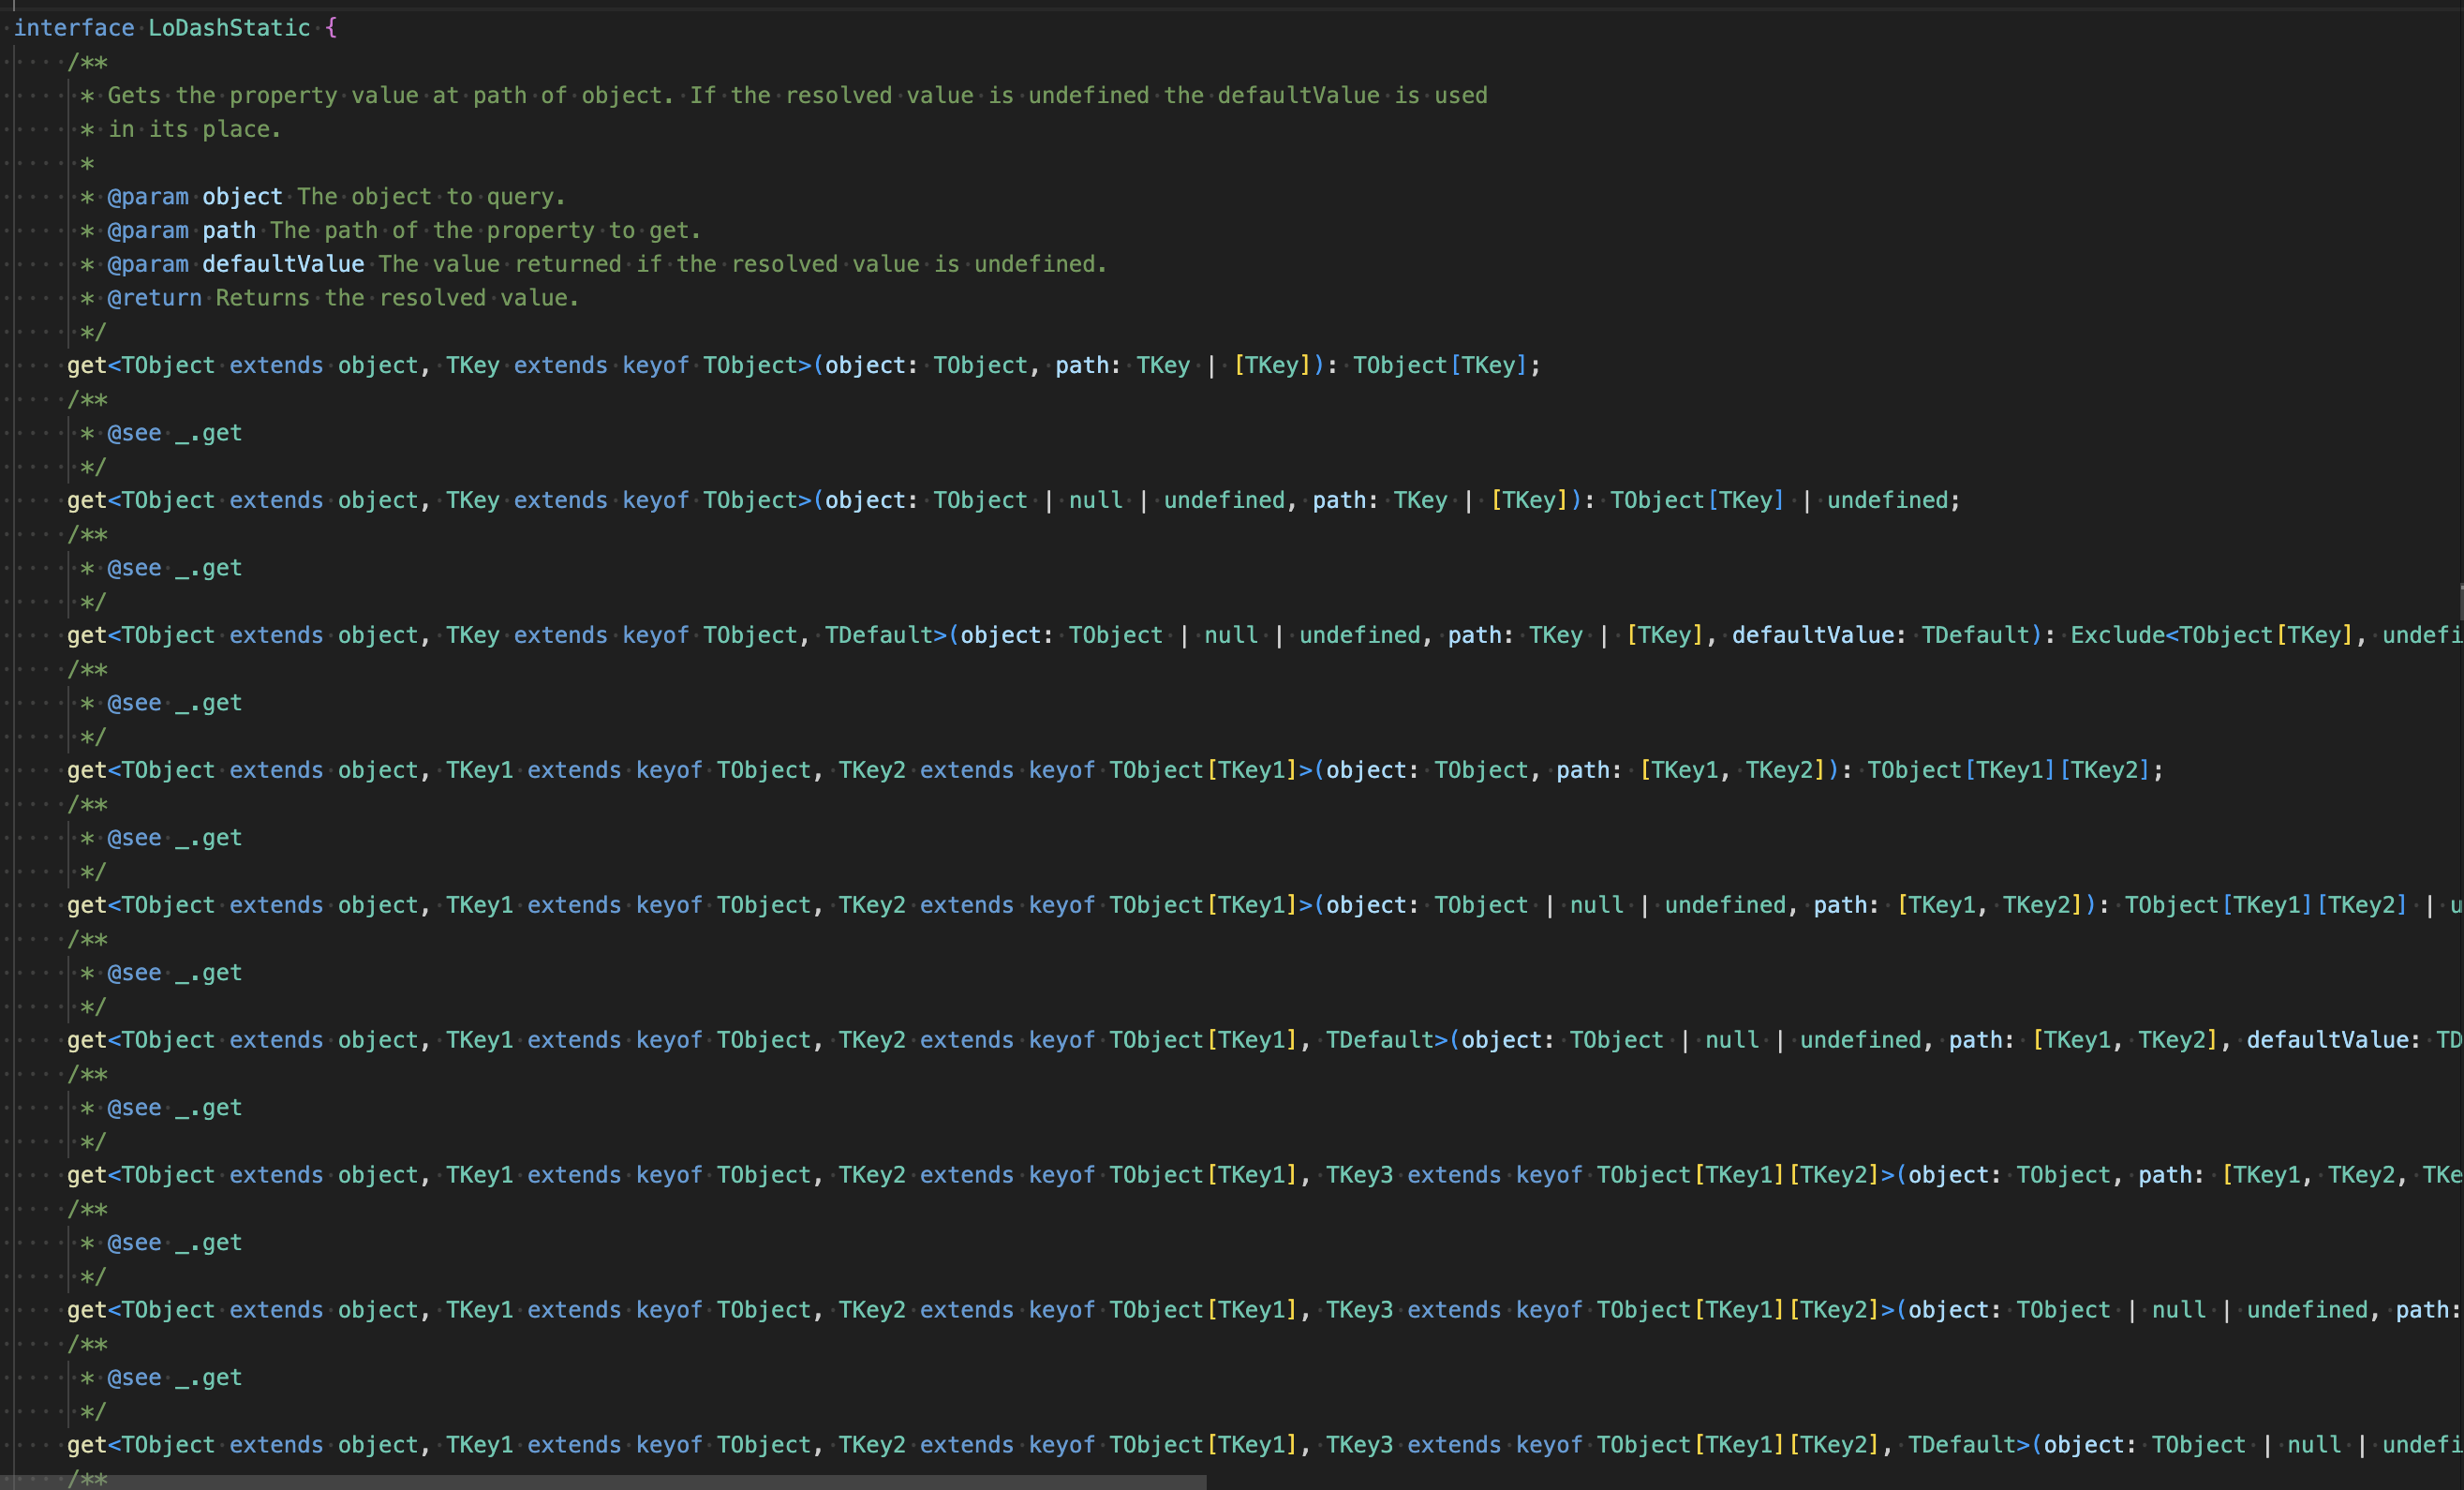 interface LoDashStatic {
/**
* Gets the property value at path of object. If the resolved value is undefined the defaultValue is used
* in its place.
*
* @param object The object to query.
* @param path The path of the property to get.
* @param defaultValue The value returned if the resolved value is undefined.
* @return Returns the resolved value.
*/
get<TObject extends object, TKey extends keyof TObject>(object: TObject, path: TKey | [TKey]): TObject[TKey];
/**
* @see _.get
*/
get<TObject extends object, TKey extends keyof TObject>(object: TObject | null | undefined, path: TKey | [TKey]): TObject[TKey] | undefined;
/**
* @see _.get
*/
get<TObject extends object, TKey extends keyof TObject, TDefault>(object: TObject | null | undefined, path: TKey | [TKey], defaultValue: TDefault): Exclude<TObject[TKey], undefi
/**
* @see _.get
*/
get<TObject extends object, TKey1 extends keyof TObject, TKey2 extends keyof TObject[TKey1]>(object: TObject, path: [TKey1, TKey2]): TObject[TKey1][TKey2];
/**
* @see _.get
*/
get<TObject extends object, TKey1 extends keyof TObject, TKey2 extends keyof TObject[TKey1]>(object: TObject | null | undefined, path: [TKey1, TKey2]): TObject[TKey1][TKey2] | u
/**
* @see _.get
*/
get<TObject extends object, TKey1 extends keyof TObject, TKey2 extends keyof TObject[TKey1], TDefault>(object: TObject | null | undefined, path: [TKey1, TKey2], defaultValue: TD
/**
* @see _.get
*/
get<TObject extends object, TKey1 extends keyof TObject, TKey2 extends keyof TObject[TKey1], TKey3 extends keyof TObject[TKey1][TKey2]>(object: TObject, path: [TKey1, TKey2, TKe
/**
* @see _.get
*/
get<TObject extends object, TKey1 extends keyof TObject, TKey2 extends keyof TObject[TKey1], TKey3 extends keyof TObject[TKey1][TKey2]>(object: TObject | null | undefined, path:
/**
* @see _.get
*/
get<TObject extends object, TKey1 extends keyof TObject, TKey2 extends keyof TObject[TKey1], TKey3 extends keyof TObject[TKey1][TKey2], TDefault>(object: TObject | null | undefi
/**